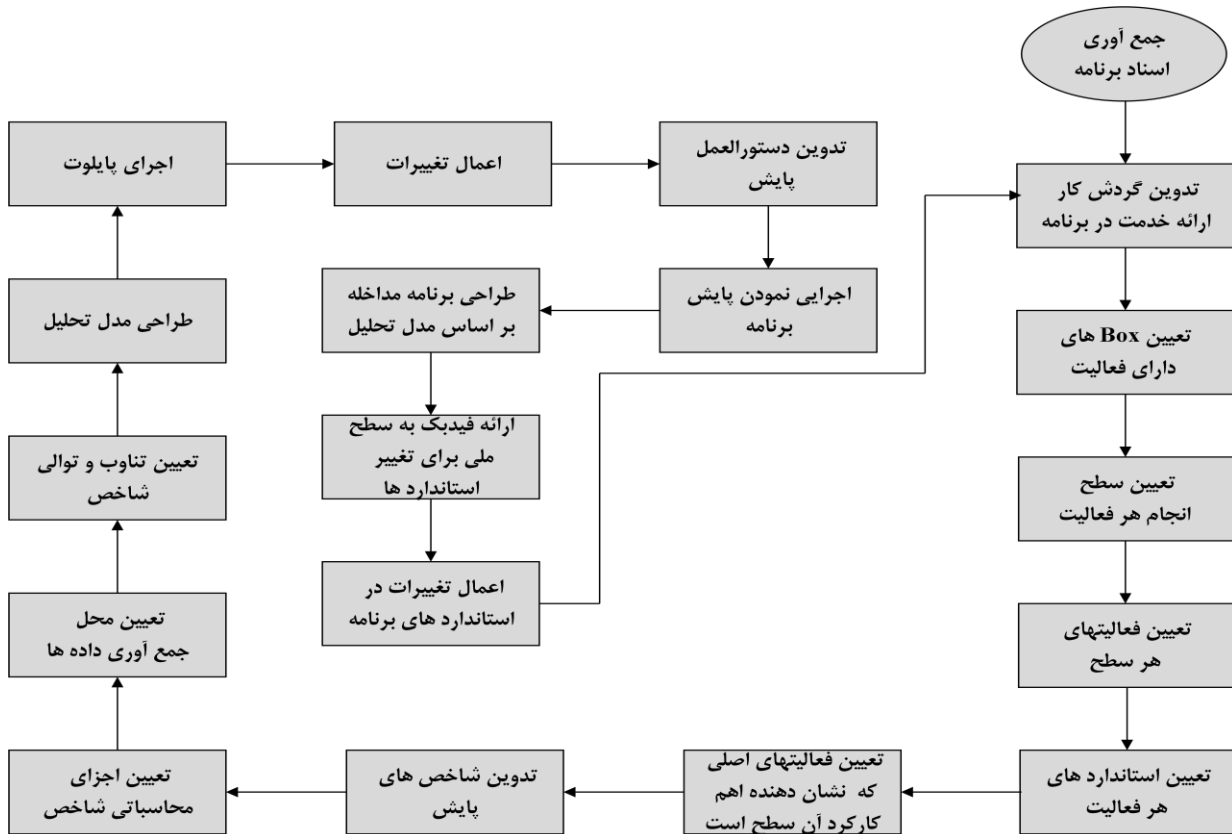 جمع آوری
اسناد برنامه
تدوین گردش کار
ارائه خدمت در برنامه
تعیین Box های
دارای فعالیت
تعیین سطح
انجام هر فعالیت
تعیین فعالیتهای
هر سطح
تعیین استاندارد های
هر فعالیت
تعیین فعالیتهای اصلی
که نشان دهنده اهم
کارکرد آن سطح است
تدوین شاخص های
پایش
تعیین اجزای
محاسباتی شاخص
تعیین محل
جمع آوری داده ها
تعیین تناوب و توالی
شاخص
طراحی مدل تحلیل
اجرای پایلوت
اعمال تغییرات
تدوین دستورالعمل
پایش
اجرایی نمودن پایش
برنامه
طراحی برنامه مداخله
بر اساس مدل تحلیل
ارائه فیدبک به سطح
ملی برای تغییر
استاندارد ها
اعمال تغییرات در
استاندارد های برنامه